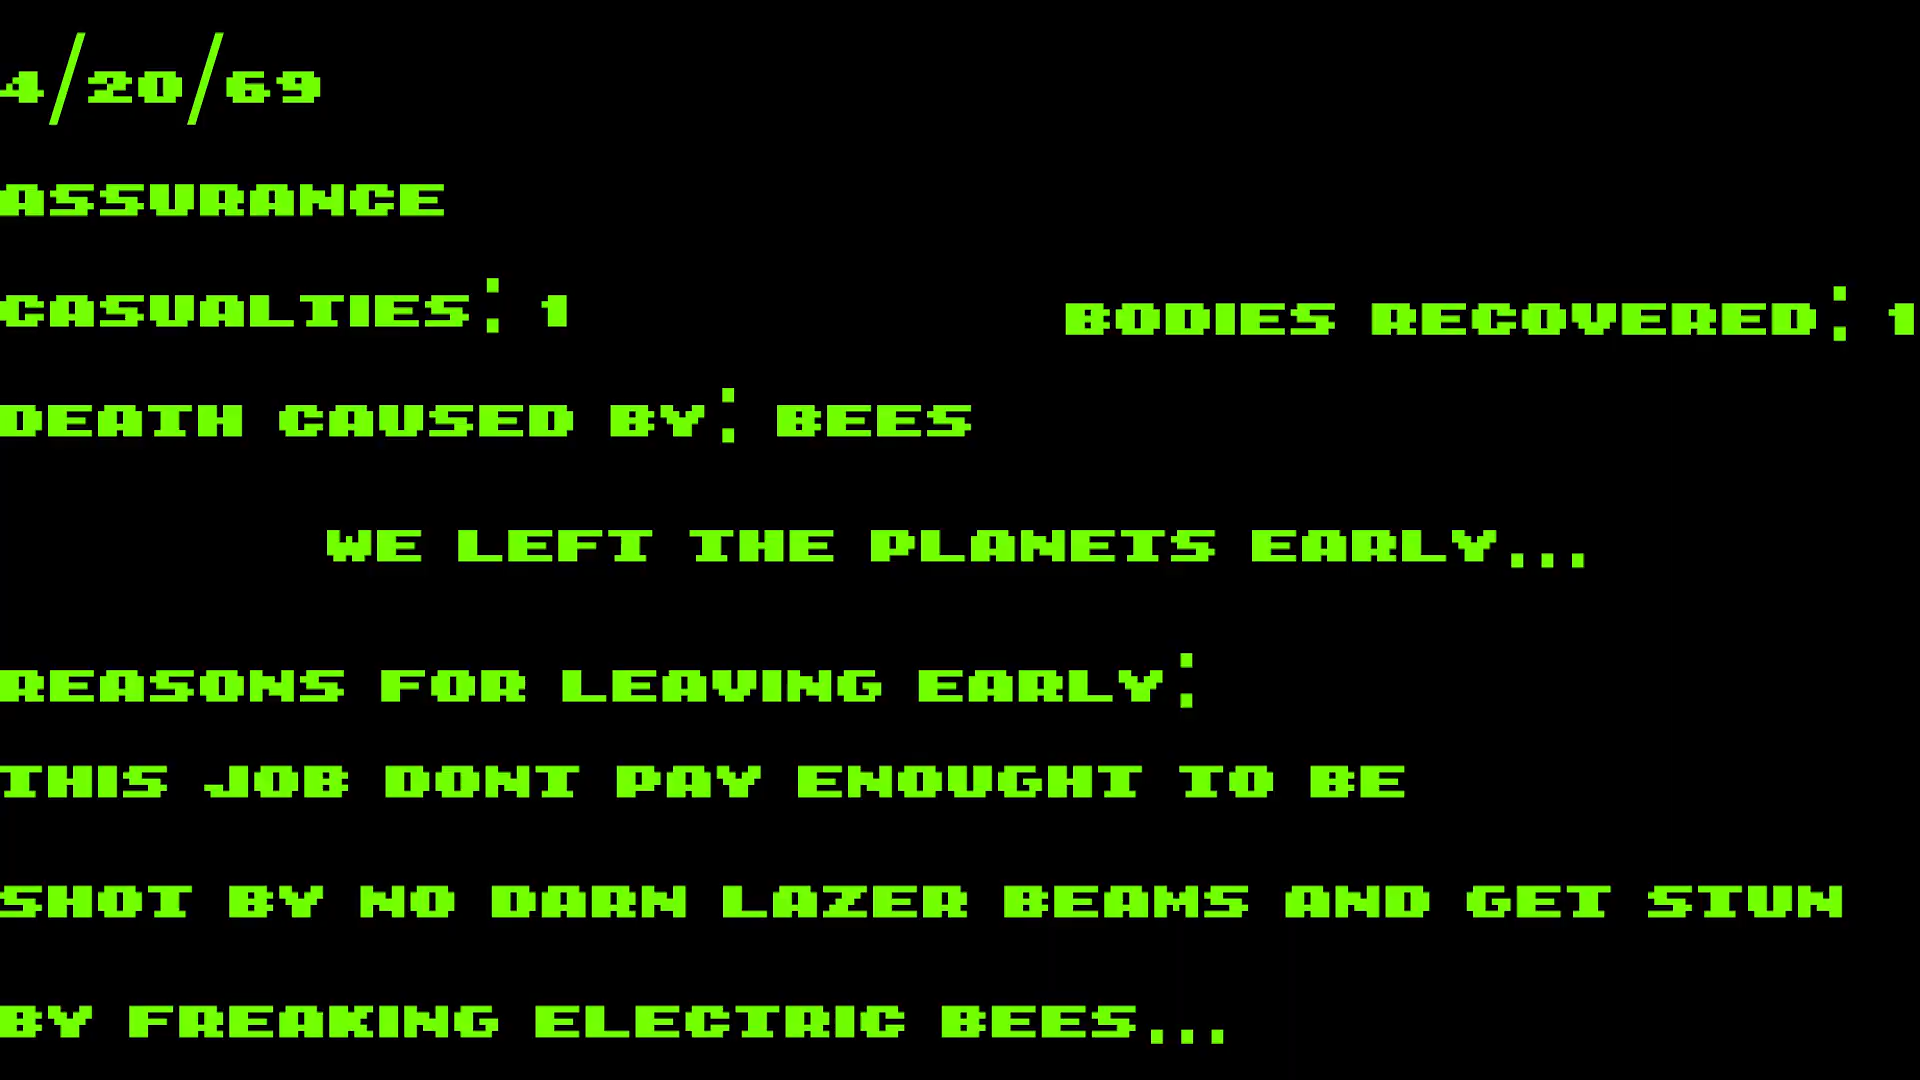 4/20/69
ASSURANCE
CASUALTIES: 1
BODIES RECOVERED: 1
DEATH CAUSED BY: BEES
WE LEFT THE PLANETS EARLY...
REASONS FOR LEAVING EARLY:
THIS JOB DONT PAY ENOUGHT TO BE
SHOT BY NO DARN LAZER BEAMS AND GET STUN
BY FREAKING ELECTRIC BEES...